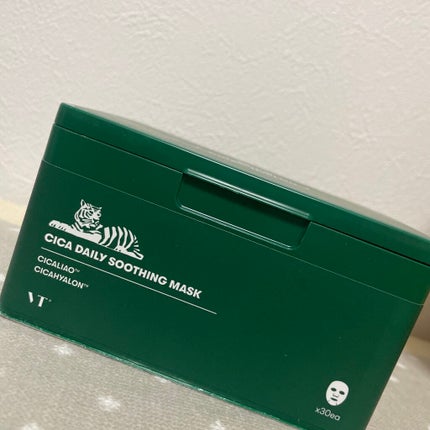 CICA DAILY SOOTHING MASK
CICALIAO™
CICAHYALON™
VT
x30ea